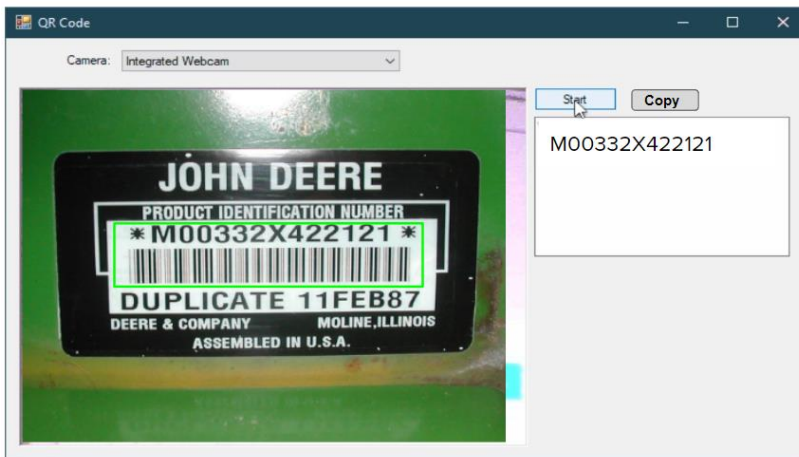 QR Code
Camera: Integrated Webcam
Start Copy
M00332X422121
JOHN DEERE
PRODUCT IDENTIFICATION NUMBER
*M00332X422121*
DUPLICATE 11FEB87
DEERE & COMPANY MOLINE,ILLINOIS
ASSEMBLED IN U.S.A.